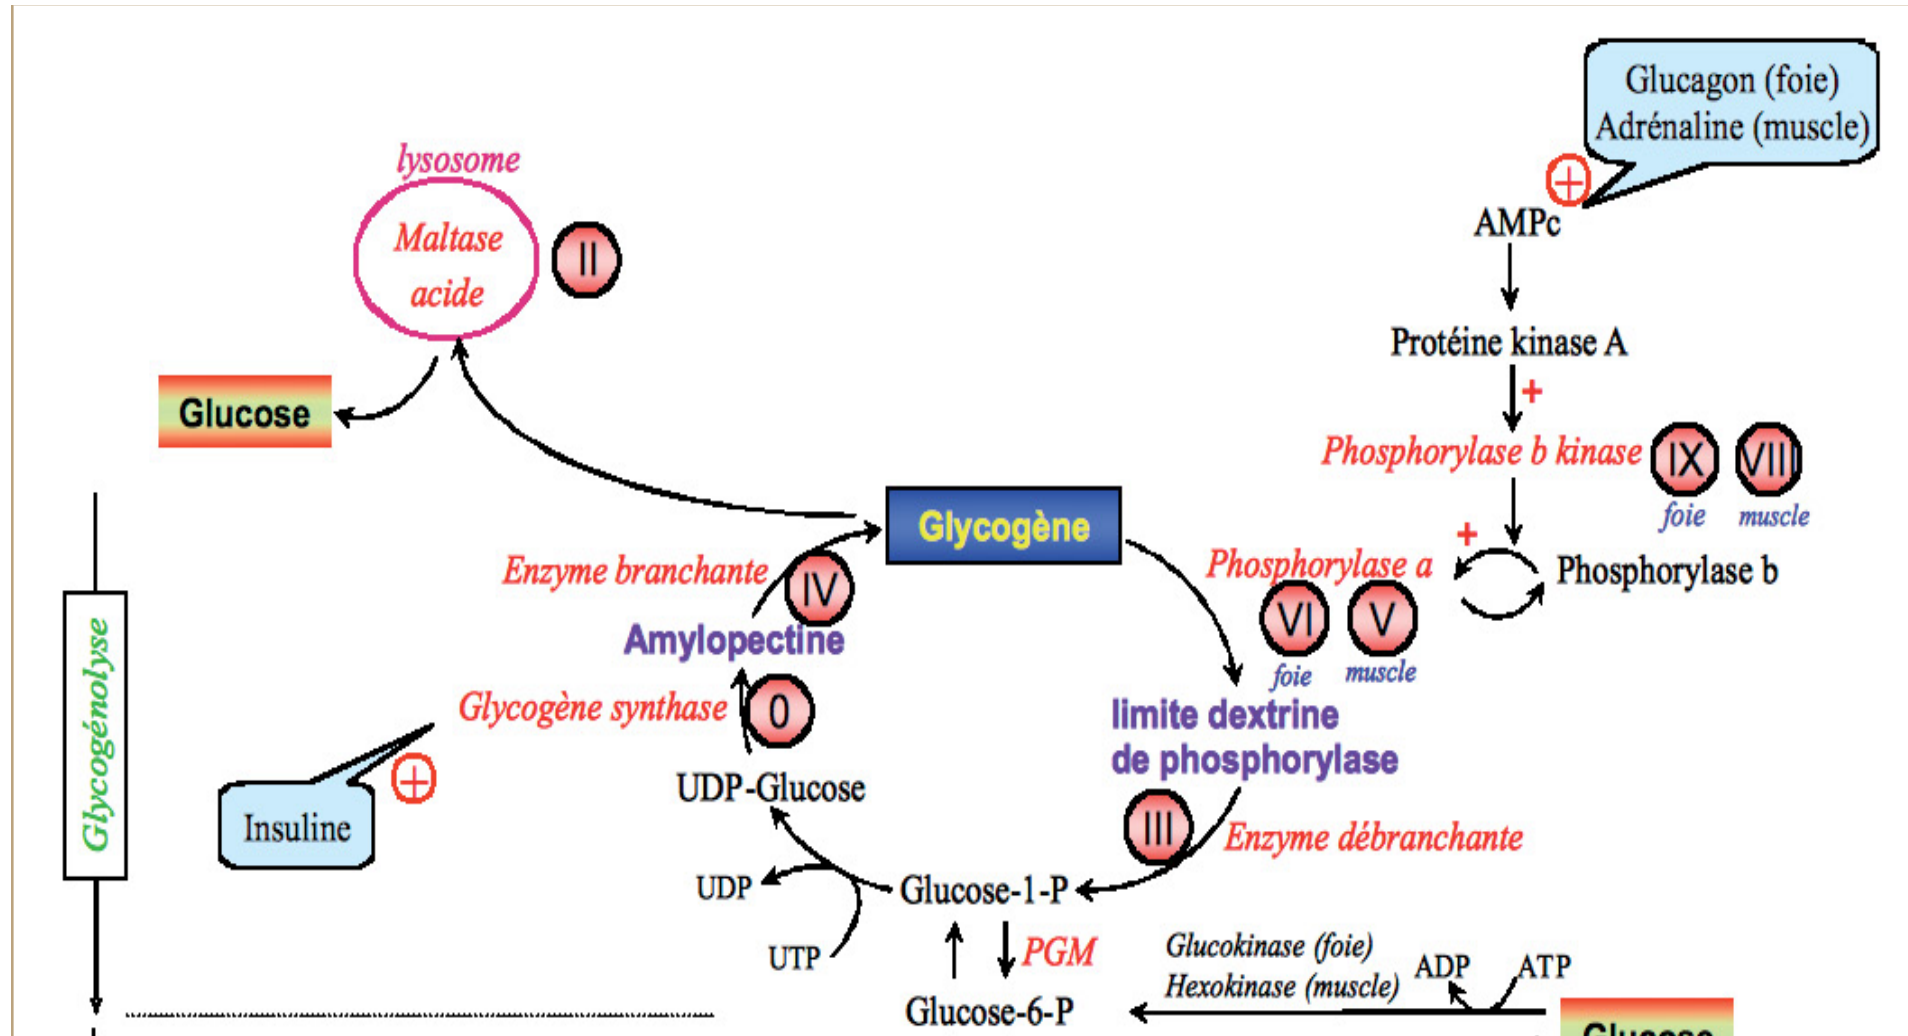 Glucagon (foie)
Adrénaline (muscle)
lysosome
Maltase
acide
II
AMPc
Protéine kinase A
+
Glucose
Phosphorylase b kinase
IX
VIII
foie
muscle
Glycogène
Enzyme branchante
IV
Phosphorylase a
+
Phosphorylase b
VI
V
foie
muscle
Amylopectine
Glycogénolyse
Glycogène synthase
0
limite dextrine
de phosphorylase
UDP-Glucose
Insuline
III
Enzyme débranchante
UDP
Glucose-1-P
UTP
PGM
Glucokinase (foie)
Hexokinase (muscle)
ADP
ATP
Glucose-6-P
Glucose